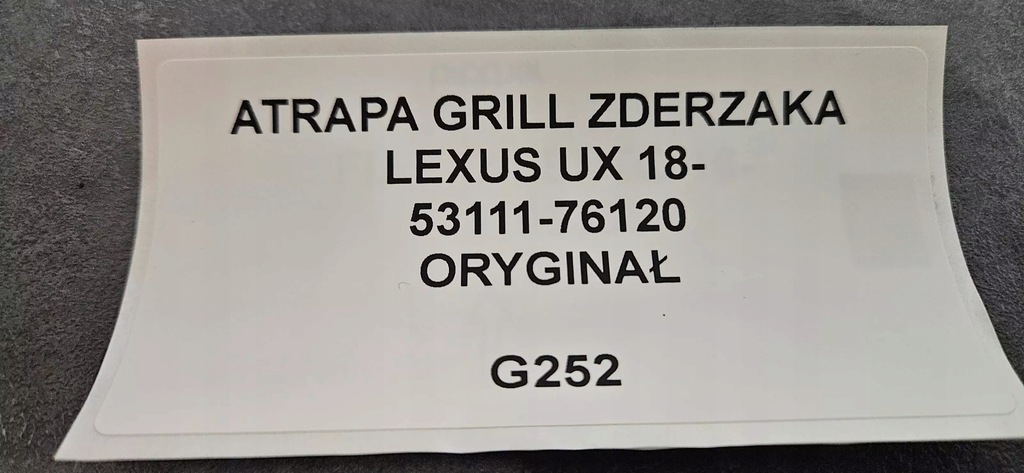 ATRAPA GRILL ZDERZAKA
LEXUS UX 18-
53111-76120
ORYGINAŁ
G252